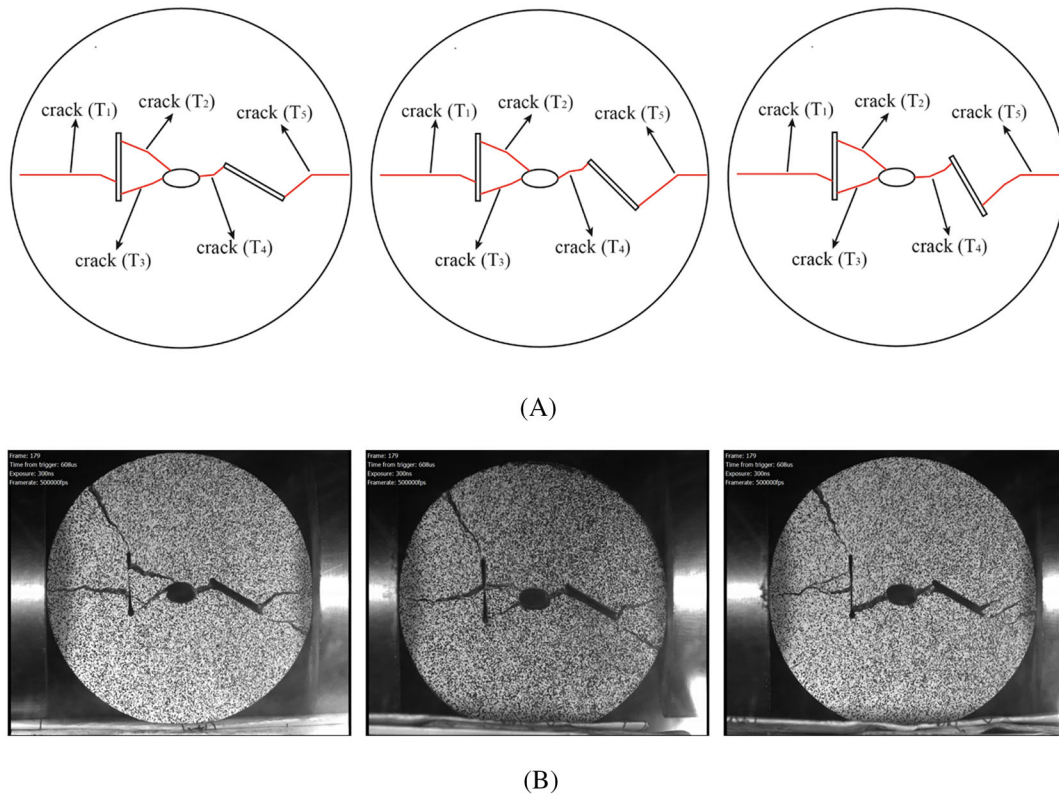 crack (T1)
crack (T2)
crack (T5)
crack (T3)
crack (T4)
crack (T1)
crack (T2)
crack (T5)
crack (T3)
crack (T4)
crack (T1)
crack (T2)
crack (T5)
crack (T3)
crack (T4)
(A)
Frame: 179
Time from trigger: 608us
Exposure: 300ns
Framerate: 500000fps
Frame: 179
Time from trigger: 608us
Exposure: 300ns
Framerate: 500000fps
Frame: 179
Time from trigger: 608us
Exposure: 300ns
Framerate: 500000fps
(B)